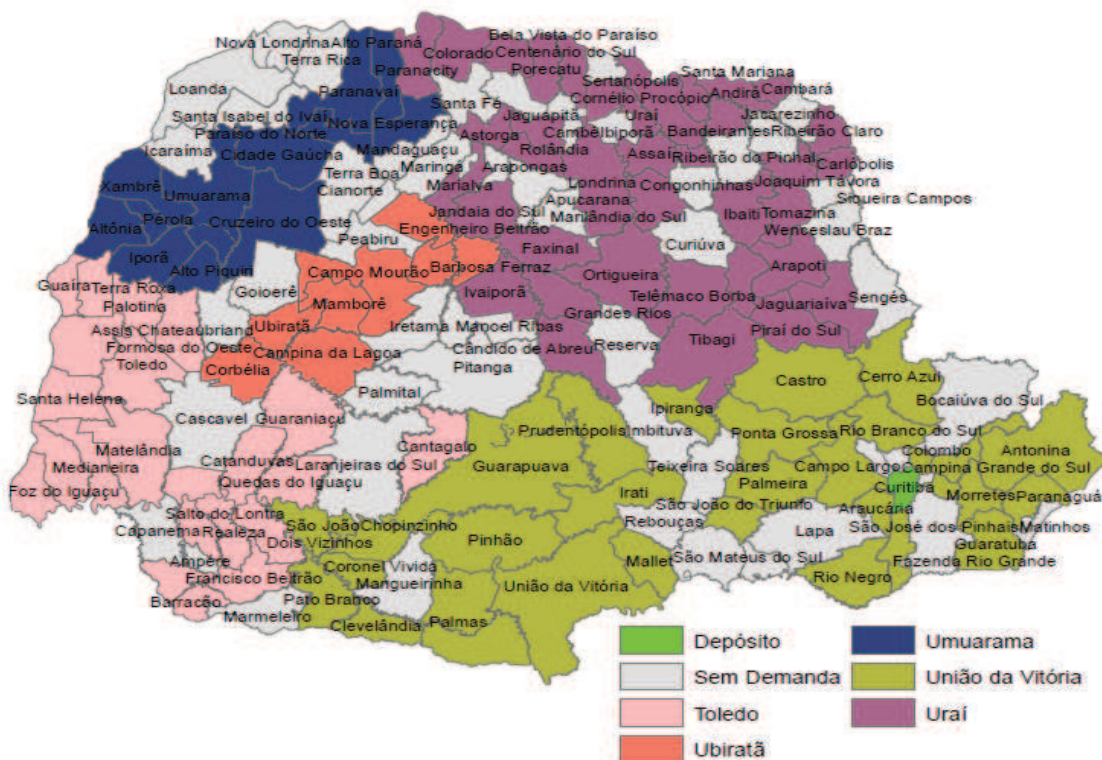 Bela Vista do Paraíso
Nova Londrina
Alto Paraná
Colorado
Centenário do Sul
Terra Rica
Paranacity
Porecatu
Santa Mariana
Sertanópolis
Loanda
Paranavaí
Andirá
Cambará
Santa Fé
Cornélio Procópio
Santa Isabel do Ivaí
Jaguapitã
Uraí
Jacarezinho
Nova Esperança
Paraíso do Norte
Astorga
Cambé
Ibiporã
Bandeirantes
Ribeirão Claro
Icaraíma
Cidade Gaúcha
Mandaguaçu
Rolândia
Assaí
Ribeirão do Pinhal
Carlópolis
Maringá
Arapongas
Terra Boa
Xambrê
Umuarama
Cianorte
Marialva
Londrina
Congonhinhas
Joaquim Távora
Apucarana
Siqueira Campos
Pérola
Cruzeiro do Oeste
Jandaia do Sul
Marilândia do Sul
Ibaiti
Tomazina
Altônia
Engenheiro Beltrão
Wenceslau Braz
Peabiru
Faxinal
Curiúva
Iporã
Alto Piquiri
Campo Mourão
Barbosa Ferraz
Ortigueira
Arapoti
Guaíra
Terra Roxa
Goioerê
Ivaiporã
Telêmaco Borba
Jaguariaíva
Sengés
Palotina
Mamborê
Grandes Rios
Assis Chateaubriand
Ubiratã
Iretama
Manoel Ribas
Tibagi
Piraí do Sul
Formosa do Oeste
Campina da Lagoa
Cândido de Abreu
Reserva
Toledo
Corbélia
Pitanga
Castro
Cerro Azul
Santa Helena
Palmital
Bocaiúva do Sul
Cascavel
Guaraniaçu
Ipiranga
Prudentópolis
Imbituva
Ponta Grossa
Rio Branco do Sul
Matelândia
Cantagalo
Colombo
Antonina
Medianeira
Catanduvas
Laranjeiras do Sul
Guarapuava
Teixeira Soares
Campo Largo
Campina Grande do Sul
Foz do Iguaçu
Quedas do Iguaçu
Irati
Palmeira
Curitiba
Morretes
Paranaguá
Salto do Lontra
São João do Triunfo
Araucária
Capanema
Realeza
São João
Chopinzinho
Rebouças
Lapa
São José dos Pinhais
Matinhos
Dois Vizinhos
Pinhão
Guaratuba
Ampére
Coronel Vivida
Mallet
São Mateus do Sul
Fazenda Rio Grande
Francisco Beltrão
Mangueirinha
União da Vitória
Rio Negro
Barracão
Pato Branco
Marmeleiro
Clevelândia
Palmas
Depósito
Umuarama
Sem Demanda
União da Vitória
Toledo
Uraí
Ubiratã